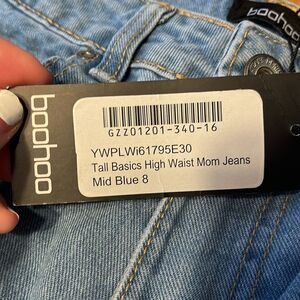 boohoo
boohoo
GZZ01201-340-16
YWPLWi61795E30
Tall Basics High Waist Mom Jeans
Mid Blue 8